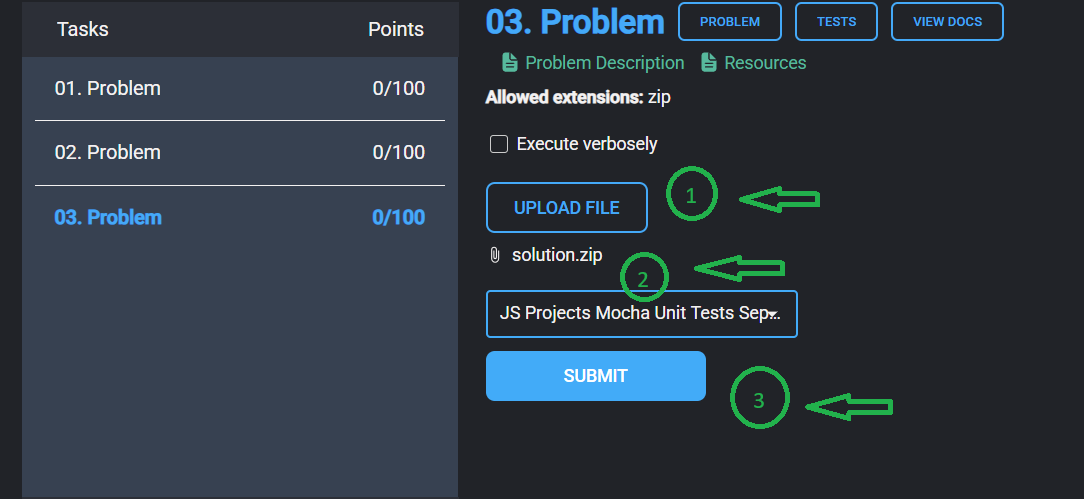 Tasks Points
01. Problem 0/100
02. Problem 0/100
03. Problem 0/100
03. Problem PROBLEM TESTS VIEW DOCS
Problem Description Resources
Allowed extensions: zip
Execute verbosely
UPLOAD FILE 1
solution.zip
2
JS Projects Mocha Unit Tests Sep...
SUBMIT
3